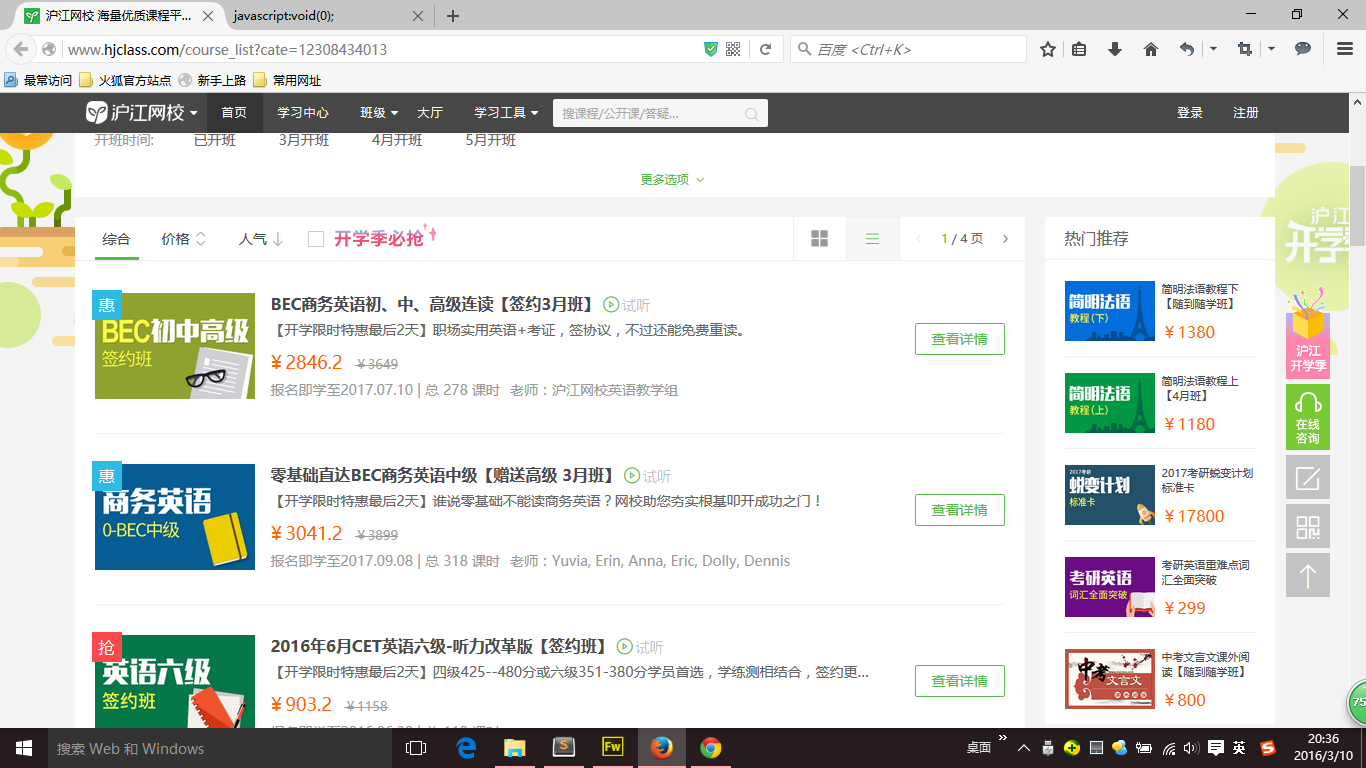 沪江网校 海量优质课程平...
javascript:void(0);
www.hjclass.com/course_list?cate=12308434013
百度 <Ctrl+K>
最常访问 火狐官方站点 新手上路 常用网址
沪江网校 首页 学习中心 班级 大厅 学习工具 搜课程/公开课/答疑... 登录 注册
开班时间: 已开班 3月开班 4月开班 5月开班
更多选项
综合 价格 人气 开学季必抢 1 / 4 页
惠
BEC初中高级
签约班
BEC商务英语初、中、高级连读【签约3月班】 试听
【开学限时特惠最后2天】职场实用英语+考证，签协议，不过还能免费重读。
¥ 2846.2 ¥ 3649
报名即学至2017.07.10 | 总 278 课时 老师：沪江网校英语教学组
查看详情
惠
商务英语
0-BEC中级
零基础直达BEC商务英语中级【赠送高级 3月班】 试听
【开学限时特惠最后2天】谁说零基础不能读商务英语？网校助您夯实根基叩开成功之门！
¥ 3041.2 ¥ 3899
报名即学至2017.09.08 | 总 318 课时 老师：Yuvia, Erin, Anna, Eric, Dolly, Dennis
查看详情
抢
英语六级
签约班
2016年6月CET英语六级-听力改革版【签约班】 试听
【开学限时特惠最后2天】四级425--480分或六级351-380分学员首选，学练测相结合，签约更...
¥ 903.2 ¥ 1158
查看详情
热门推荐
简明法语
教程（下）
简明法语教程下
【随到随学班】
¥ 1380
简明法语
教程（上）
简明法语教程上
【4月班】
¥ 1180
2017考研
蜕变计划
标准卡
2017考研蜕变计划
标准卡
¥ 17800
考研英语
词汇全面突破
考研英语重难点词
汇全面突破
¥ 299
中考
文言文
中考文言文课外阅
读【随到随学班】
¥ 800
沪江
开学
沪江
开学季
在线
咨询
75
搜索 Web 和 Windows
Fw
桌面
英
20:36
2016/3/10